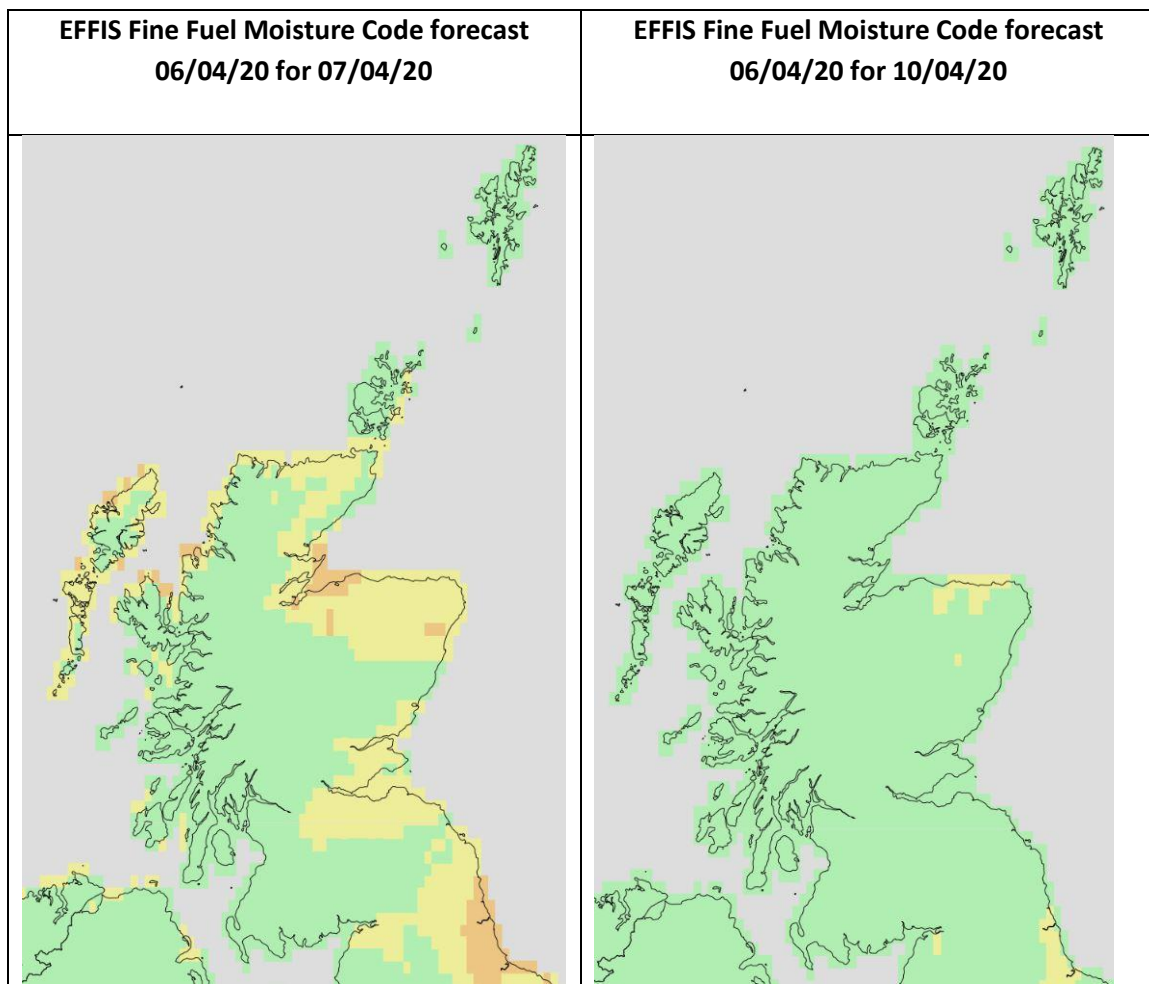 EFFIS Fine Fuel Moisture Code forecast
06/04/20 for 07/04/20
EFFIS Fine Fuel Moisture Code forecast
06/04/20 for 10/04/20